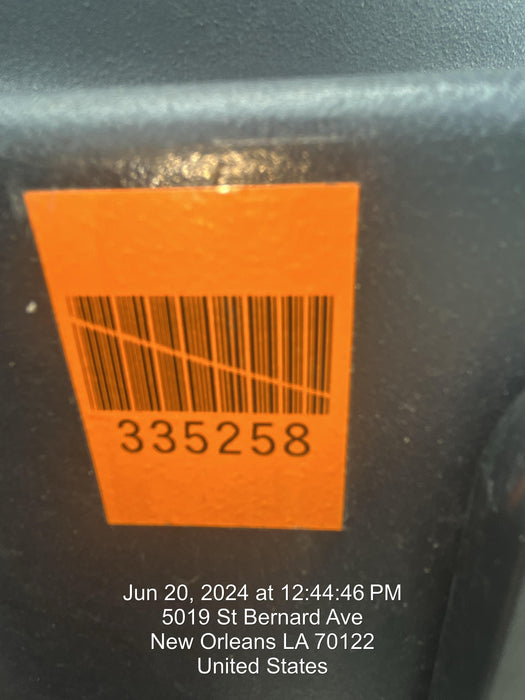 335258
Jun 20, 2024 at 12:44:46 PM
5019 St Bernard Ave
New Orleans LA 70122
United States